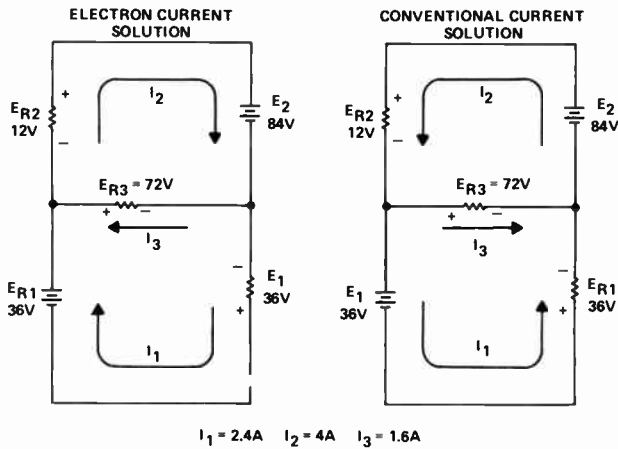 ELECTRON CURRENT
SOLUTION
+
I2
ER2
12V
−
E2
84V
ER3 = 72V
+ −
I3
ER1
36V
−
E1
36V
+
I1
CONVENTIONAL CURRENT
SOLUTION
+
I2
ER2
12V
−
E2
84V
ER3 = 72V
+ −
I3
E1
36V
−
ER1
36V
+
I1
I1 = 2.4A I2 = 4A I3 = 1.6A